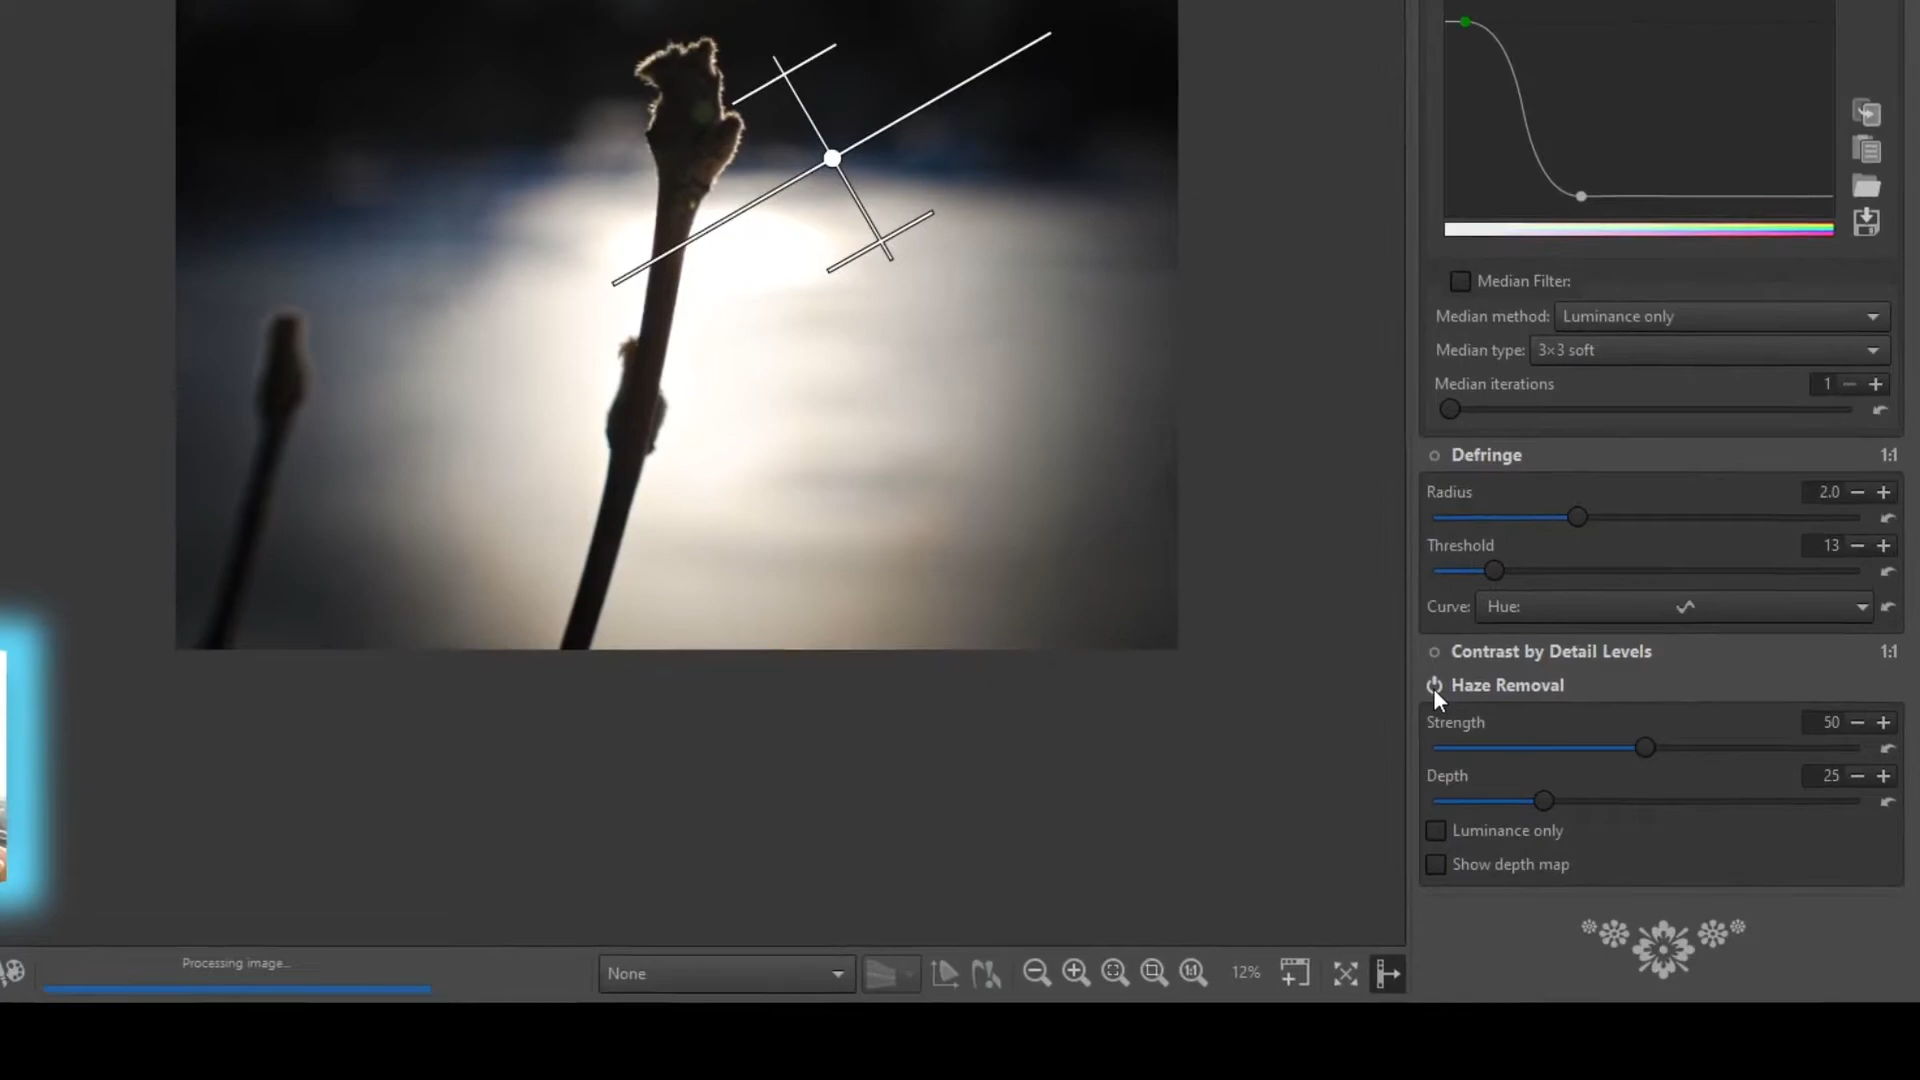 Median Filter:
Median method: Luminance only
Median type: 3×3 soft
Median iterations 1
Defringe 1:1
Radius 2.0
Threshold 13
Curve: Hue:
Contrast by Detail Levels 1:1
Haze Removal
Strength 50
Depth 25
Luminance only
Show depth map
Processing image...
None
1:1
12%